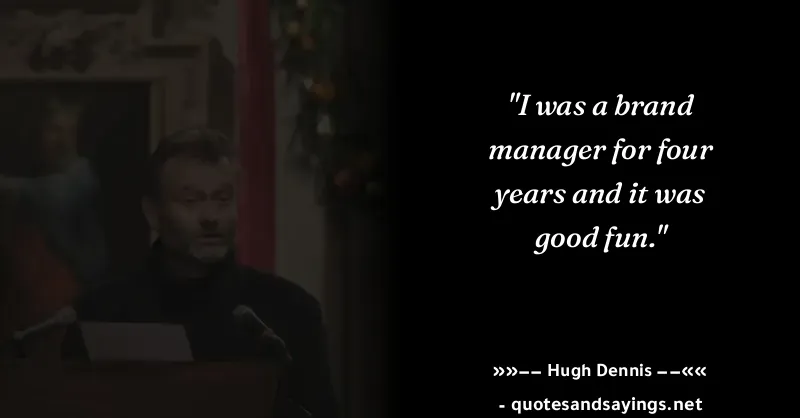 "I was a brand
manager for four
years and it was
good fun."
»»−− Hugh Dennis −−««
- quotesandsayings.net